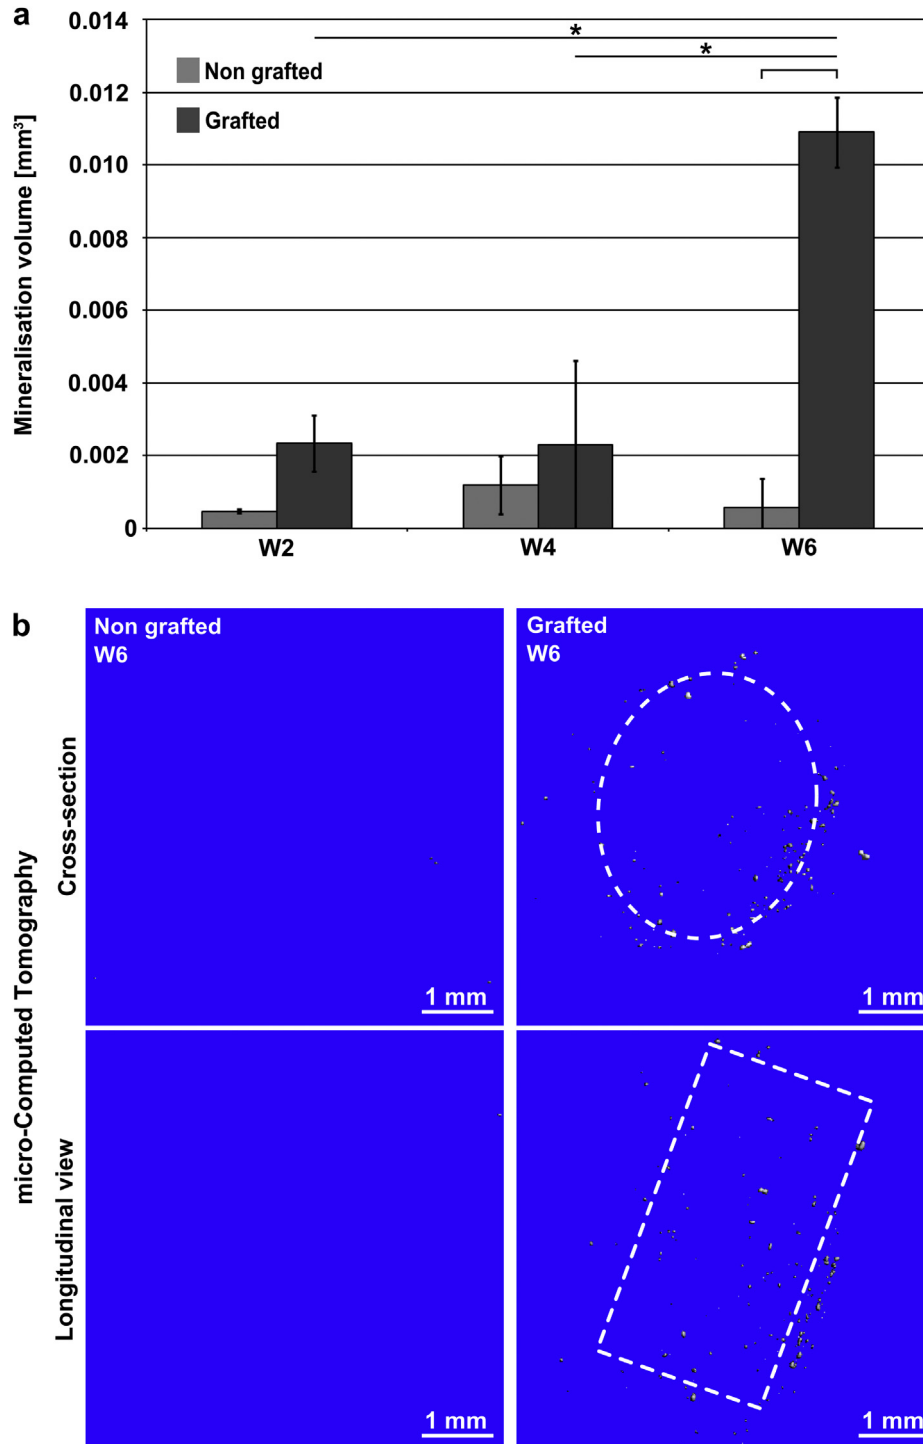 a
Mineralisation volume [mm³]
0.014
0.012
0.010
0.008
0.006
0.004
0.002
0
Non grafted
Grafted
*
*
W2
W4
W6
b
micro-Computed Tomography
Cross-section
Non grafted
W6
1 mm
Grafted
W6
1 mm
Longitudinal view
1 mm
1 mm